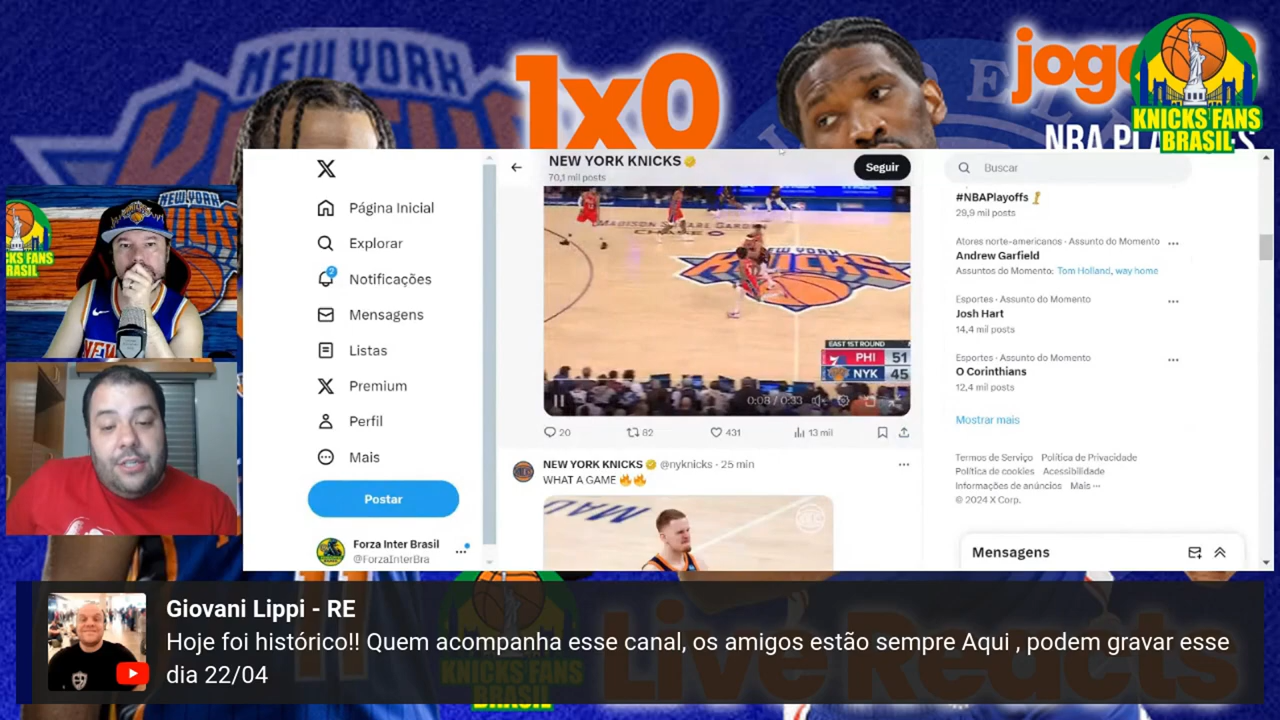 NEW YORK
1x0
KNICKS FANS
BRASIL
NEW YORK KNICKS
70,1 mil posts
Seguir
Buscar
Página Inicial
Explorar
Notificações
Mensagens
Listas
Premium
Perfil
Mais
Postar
Forza Inter Brasil
@ForzaInterBra
EAST 1ST ROUND
PHI 51
NYK 45
0:08 / 0:33
20
82
431
13 mil
NEW YORK KNICKS @nyknicks · 25 min
WHAT A GAME 🔥🔥
#NBAPlayoffs
29,9 mil posts
Atores norte-americanos · Assunto do Momento
Andrew Garfield
Assuntos do Momento: Tom Holland, way home
Esportes · Assunto do Momento
Josh Hart
14,4 mil posts
Esportes · Assunto do Momento
O Corinthians
12,4 mil posts
Mostrar mais
Termos de Serviço Política de Privacidade
Política de cookies Acessibilidade
Informações de anúncios Mais ···
© 2024 X Corp.
Mensagens
Giovani Lippi - RE
Hoje foi histórico!! Quem acompanha esse canal, os amigos estão sempre Aqui , podem gravar esse
dia 22/04
Live Reacts
KNICKS FANS
BRASIL